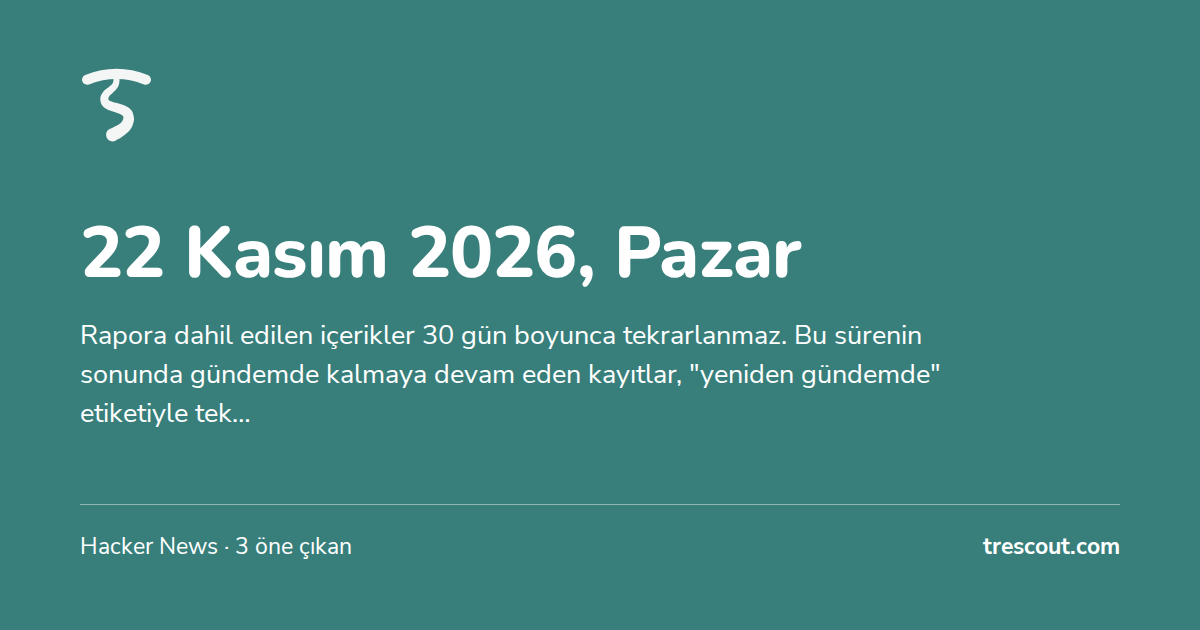 22 Kasım 2026, Pazar
Rapora dahil edilen içerikler 30 gün boyunca tekrarlanmaz. Bu sürenin
sonunda gündemde kalmaya devam eden kayıtlar, "yeniden gündemde"
etiketiyle tek...
Hacker News · 3 öne çıkan
trescout.com